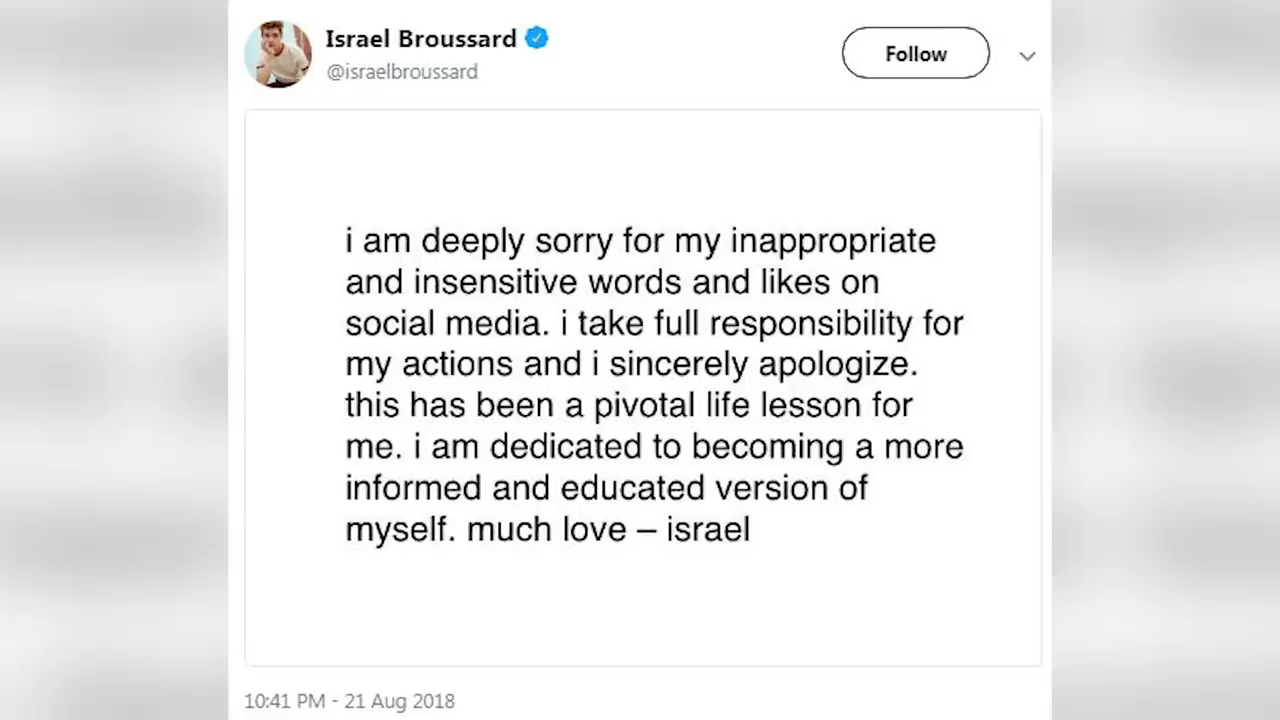 Israel Broussard
@israelbroussard
Follow
i am deeply sorry for my inappropriate
and insensitive words and likes on
social media. i take full responsibility for
my actions and i sincerely apologize.
this has been a pivotal life lesson for
me. i am dedicated to becoming a more
informed and educated version of
myself. much love – israel
10:41 PM - 21 Aug 2018